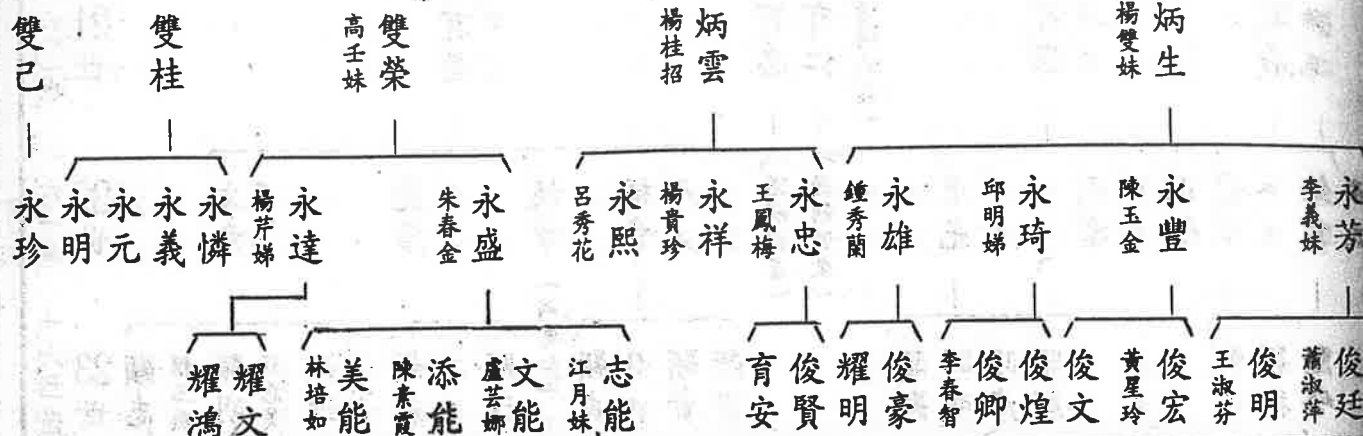 炳生
楊雙妹
炳雲
楊桂招
雙榮
高壬妹
雙桂
雙己
永芳
李義妹
永豐
陳玉金
永琦
邱明娣
永雄
鍾秀蘭
永忠
王鳳梅
永祥
楊貴珍
永熙
呂秀花
永盛
朱春金
永達
楊芹娣
永憐
永義
永元
永明
永珍
俊廷
蕭淑萍
俊明
王淑芬
俊宏
黃星玲
俊文
俊煌
俊卿
李春智
俊豪
耀明
俊賢
育安
志能
江月妹
文能
盧芸娜
添能
陳素霞
美能
林培如
耀文
耀鴻